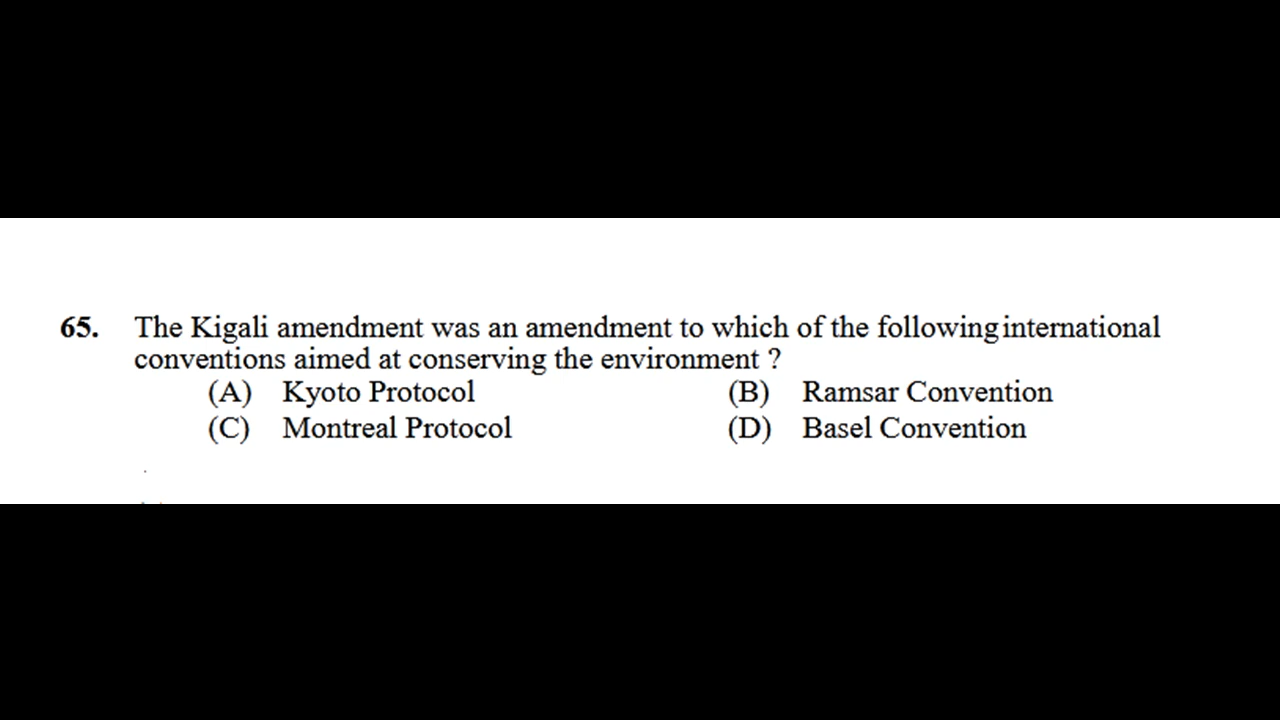 65. The Kigali amendment was an amendment to which of the following international
conventions aimed at conserving the environment ?
(A) Kyoto Protocol (B) Ramsar Convention
(C) Montreal Protocol (D) Basel Convention